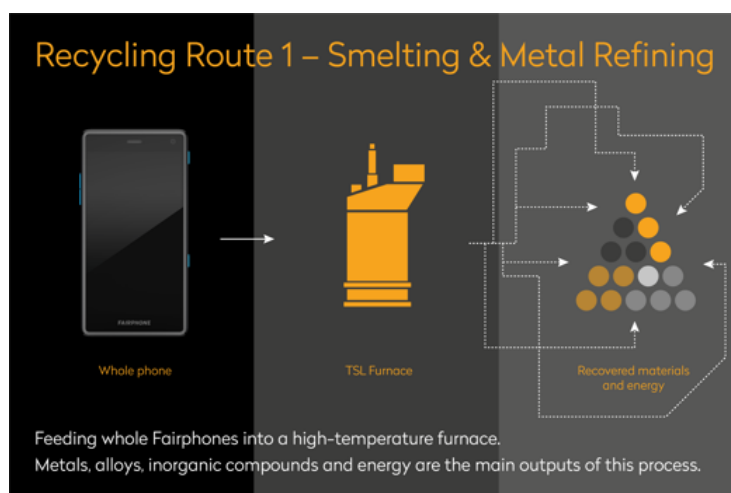 Recycling Route 1 – Smelting & Metal Refining
FAIRPHONE
Whole phone
TSL Furnace
Recovered materials
and energy
Feeding whole Fairphones into a high-temperature furnace.
Metals, alloys, inorganic compounds and energy are the main outputs of this process.